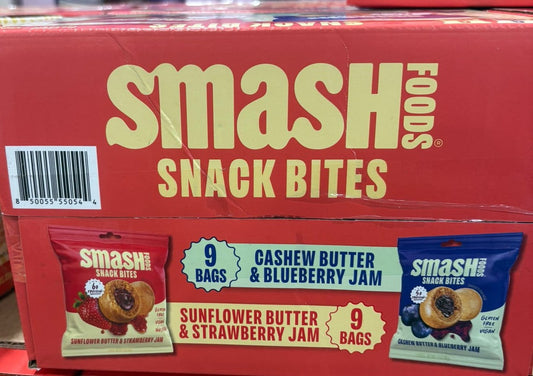 SMASH FOODS®
SNACK BITES
8 50055 55054 4
SMASH FOODS
SNACK BITES
SUNFLOWER BUTTER & STRAWBERRY JAM
9 BAGS
CASHEW BUTTER
& BLUEBERRY JAM
SUNFLOWER BUTTER
& STRAWBERRY JAM
9 BAGS
SMASH FOODS
SNACK BITES
GLUTEN
FREE
VEGAN
CASHEW BUTTER & BLUEBERRY JAM